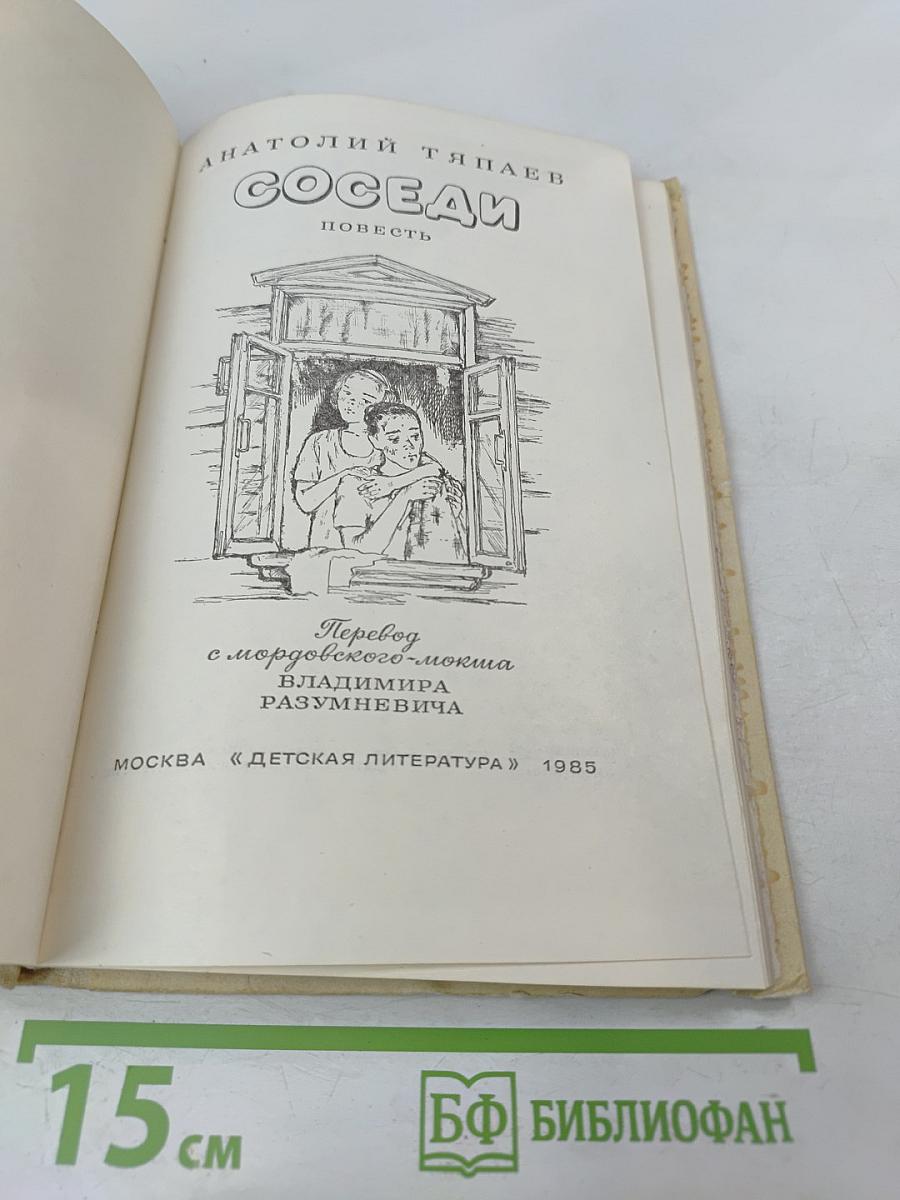 АНАТОЛИЙ ТЯПАЕВ
СОСЕДИ
ПОВЕСТЬ
Перевод
с мордовского-мокша
ВЛАДИМИРА
РАЗУМНЕВИЧА
МОСКВА «ДЕТСКАЯ ЛИТЕРАТУРА» 1985
15 см
БФ БИБЛИОФАН